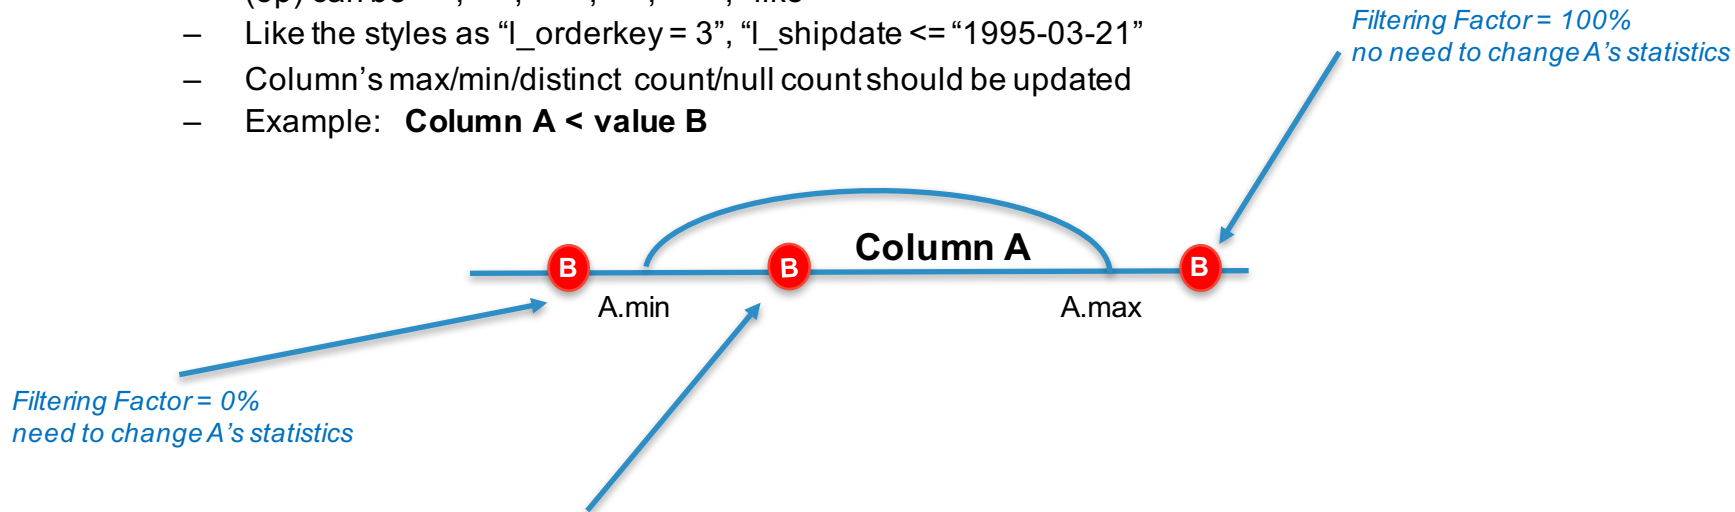 – Like the styles as “l_orderkey = 3”, “l_shipdate <= “1995-03-21”
– Column’s max/min/distinct count/null count should be updated
– Example: Column A < value B
Filtering Factor = 100%
no need to change A’s statistics
Column A
B
B
B
A.min
A.max
Filtering Factor = 0%
need to change A’s statistics